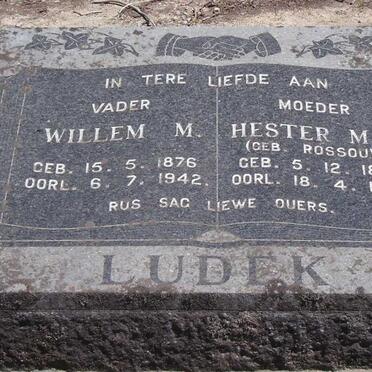 IN TERE LIEFDE AAN
VADER MOEDER
WILLEM M. HESTER M.
(GEB. ROSSOUW
GEB. 15. 5. 1876 GEB. 5. 12. 18
OORL. 6. 7. 1942. OORL. 18. 4.
RUS SAG LIEWE OUERS.
LUDEK